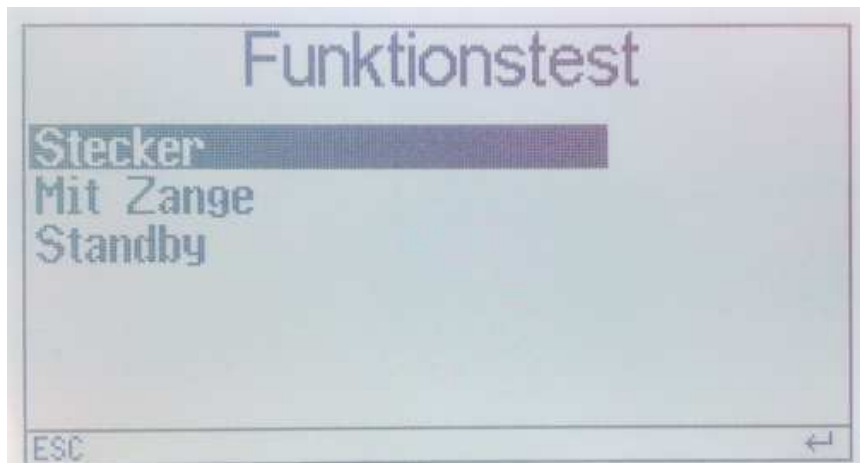 Funktionstest
Stecker
Mit Zange
Standby
ESC ↵